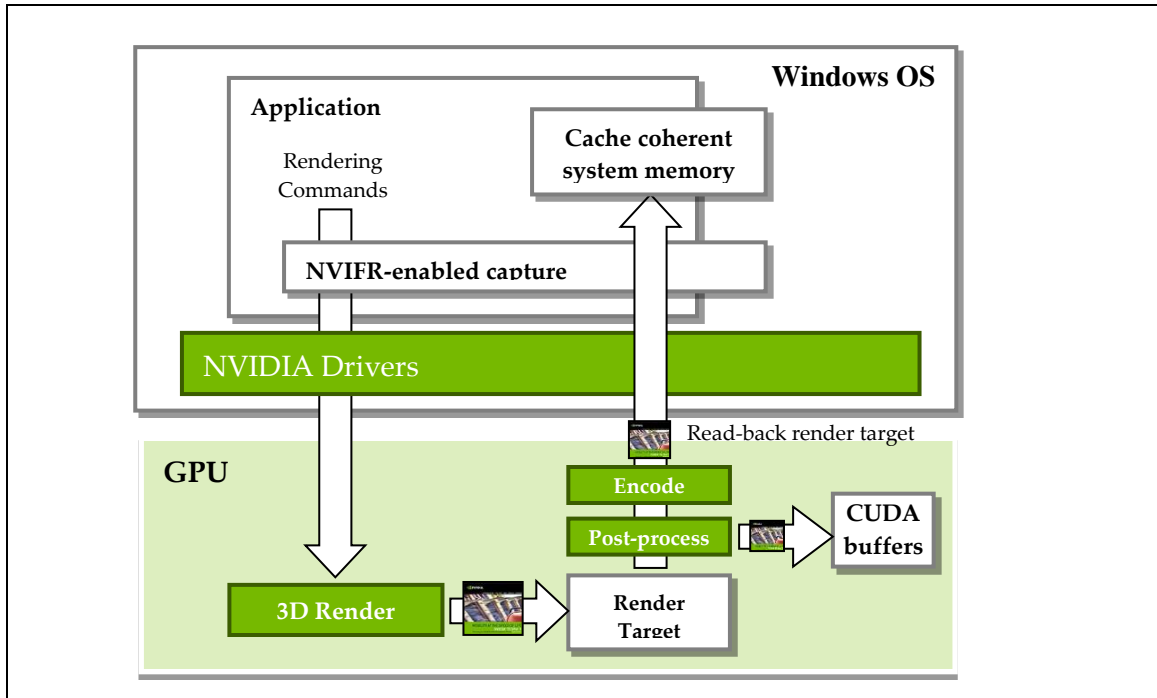 Windows OS
Application
Cache coherent
system memory
Rendering
Commands
NVIFR-enabled capture
NVIDIA Drivers
Read-back render target
GPU
Encode
Post-process
CUDA
buffers
3D Render
Render
Target